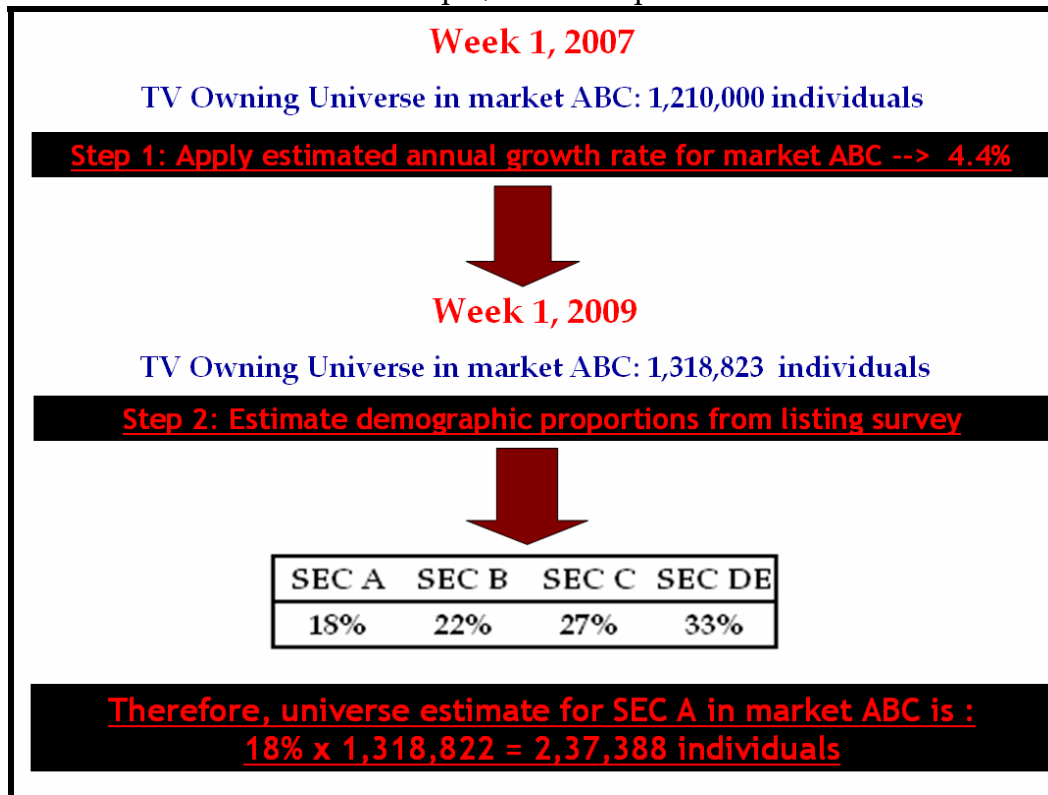 Week 1, 2007
TV Owning Universe in market ABC: 1,210,000 individuals
Step 1: Apply estimated annual growth rate for market ABC --> 4.4%
Week 1, 2009
TV Owning Universe in market ABC: 1,318,823 individuals
Step 2: Estimate demographic proportions from listing survey
SEC A SEC B SEC C SEC DE
18% 22% 27% 33%
Therefore, universe estimate for SEC A in market ABC is :
18% x 1,318,822 = 2,37,388 individuals